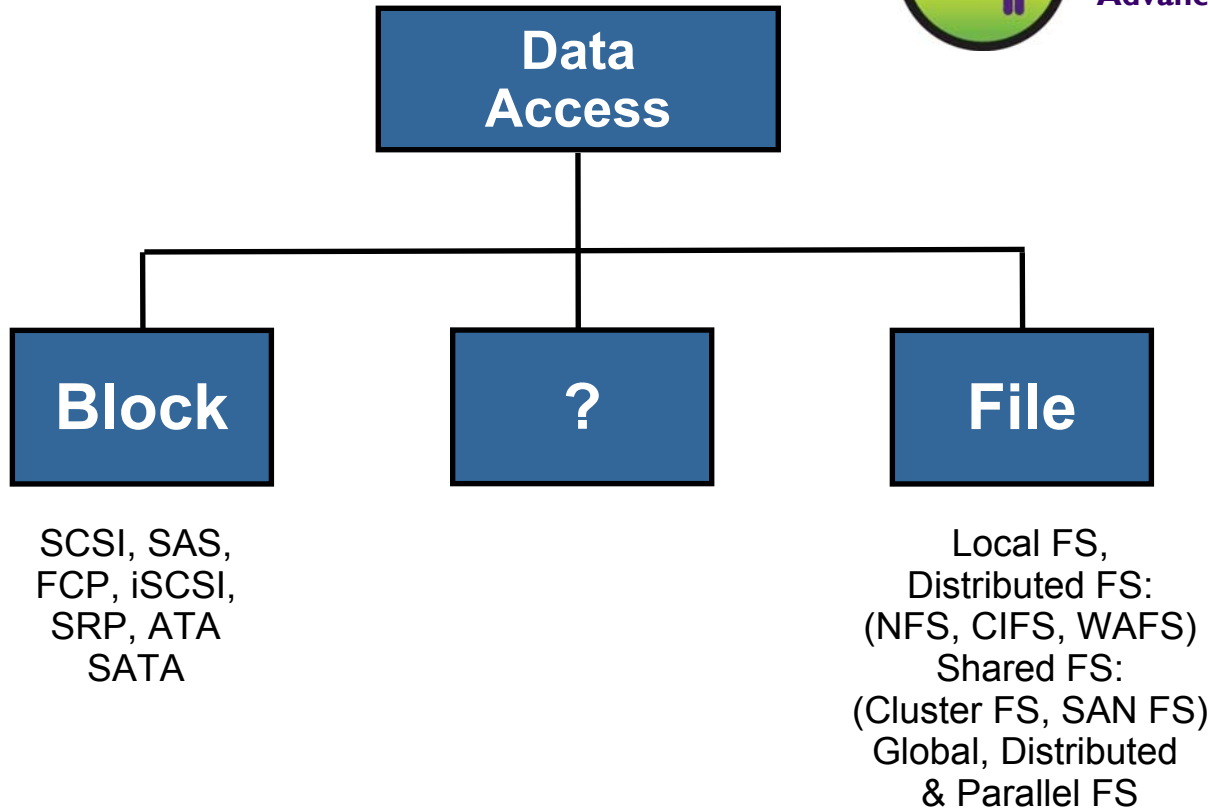 Data
Access
Block
?
File
SCSI, SAS,
FCP, iSCSI,
SRP, ATA
SATA
Local FS,
Distributed FS:
(NFS, CIFS, WAFS)
Shared FS:
(Cluster FS, SAN FS)
Global, Distributed
& Parallel FS